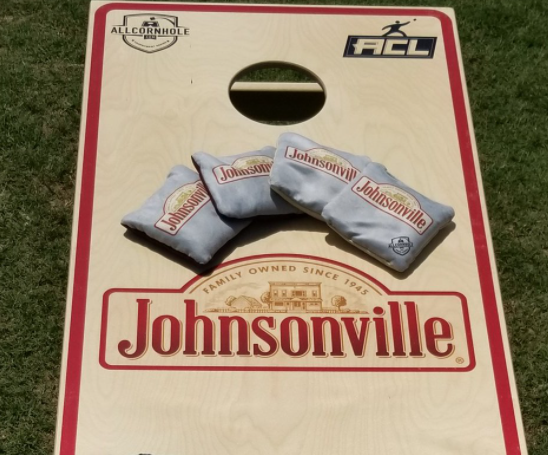 ALLCORNHOLE
ACL
Johnsonville
Johnsonville
Johnsonville
Johnsonville
FAMILY OWNED SINCE 1945
Johnsonville